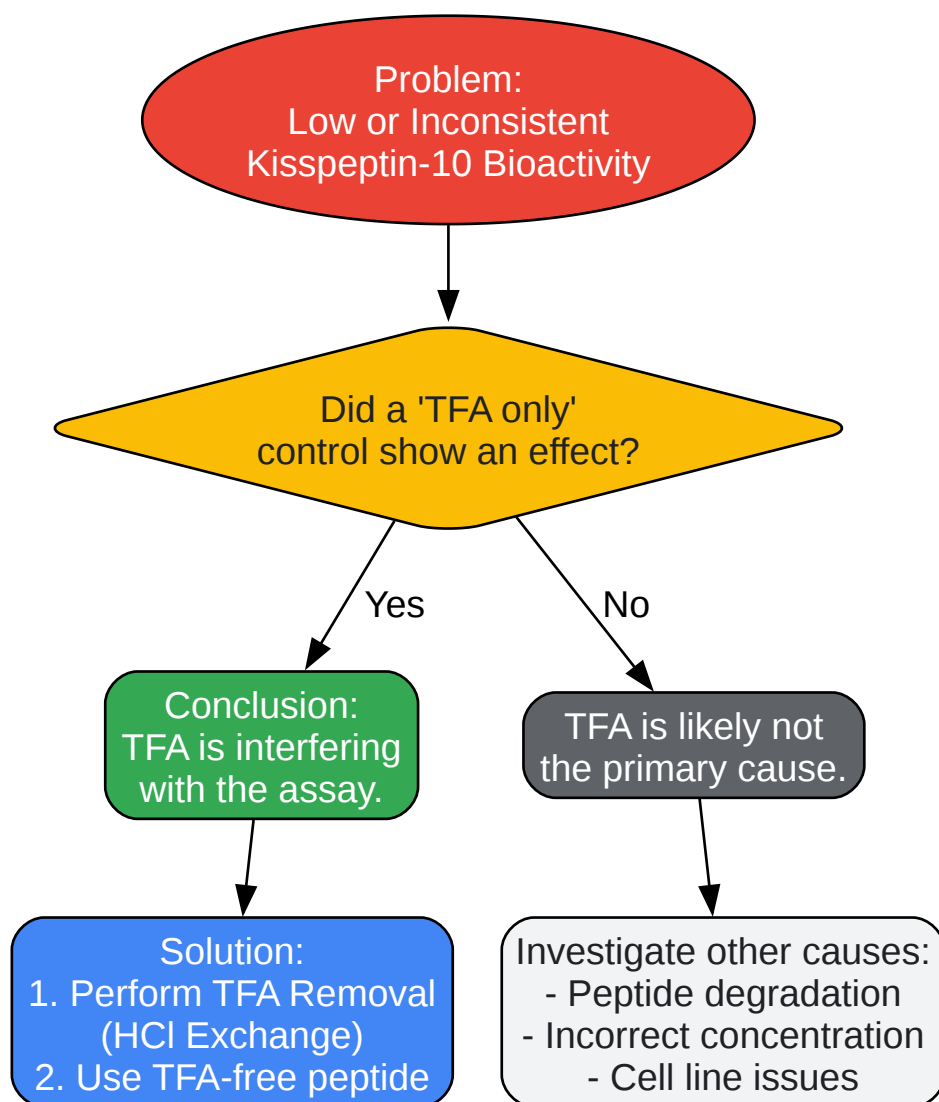 Problem:
Low or Inconsistent
Kisspeptin-10 Bioactivity
Did a 'TFA only'
control show an effect?
Yes
No
Conclusion:
TFA is interfering
with the assay.
TFA is likely not
the primary cause.
Solution:
1. Perform TFA Removal
(HCl Exchange)
2. Use TFA-free peptide
Investigate other causes:
- Peptide degradation
- Incorrect concentration
- Cell line issues